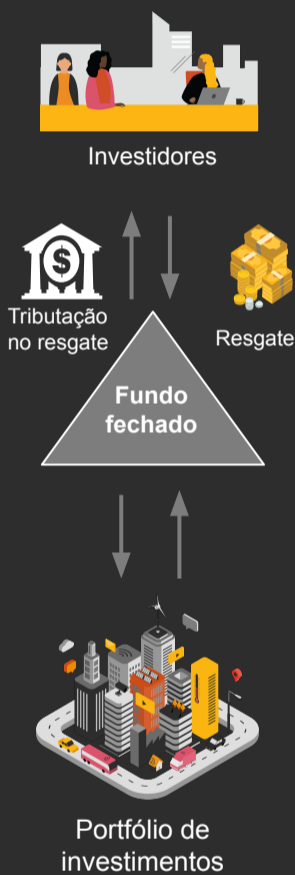 Investidores
Tributação
no resgate
Resgate
Fundo
fechado
Portfólio de
investimentos